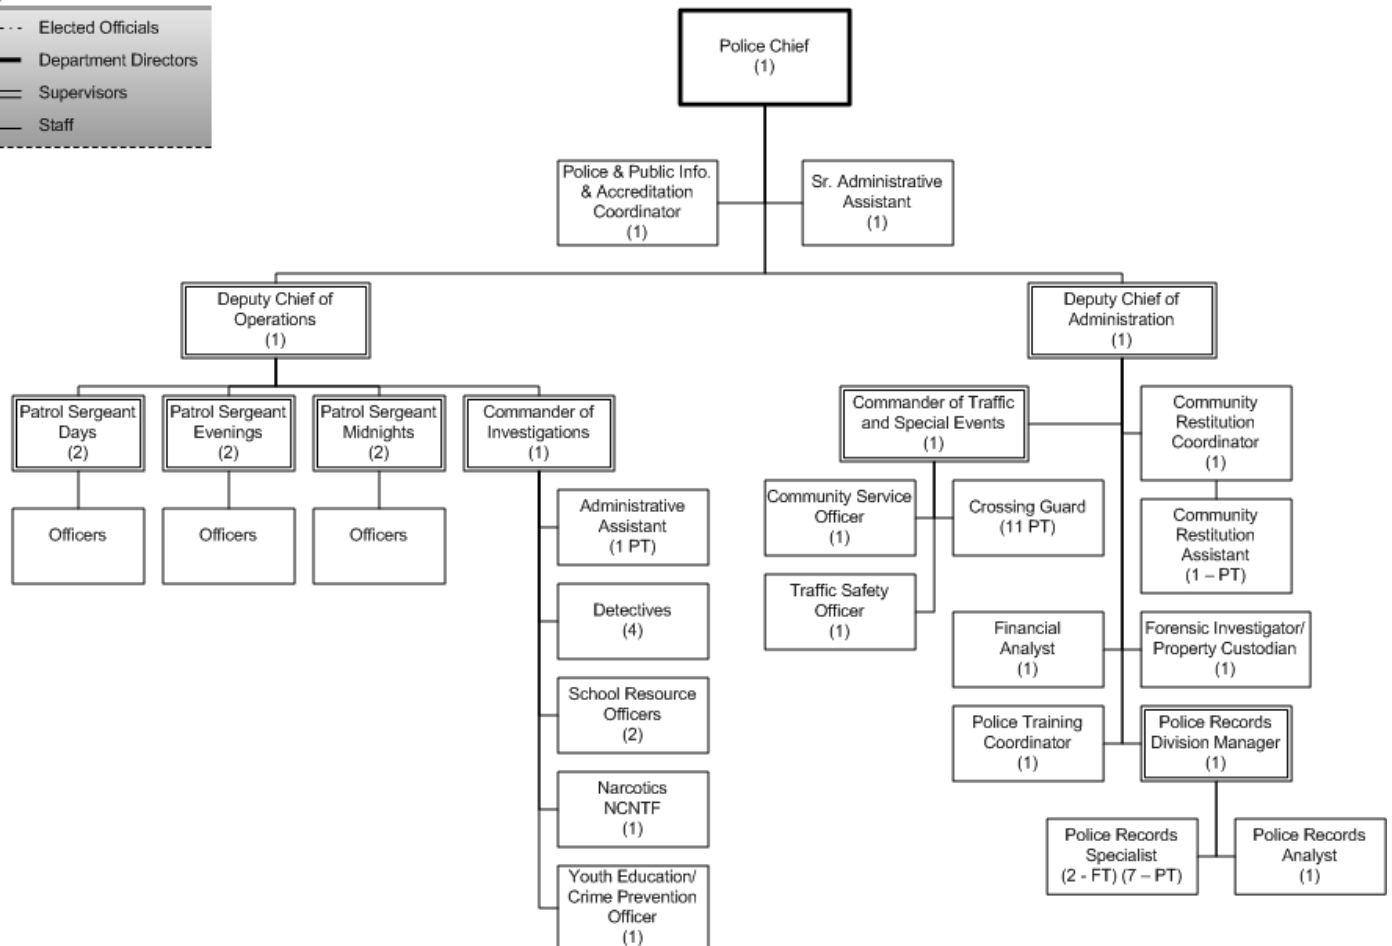 Elected Officials
Department Directors
Supervisors
Staff
Police Chief
(1)
Police & Public Info.
& Accreditation
Coordinator
(1)
Sr. Administrative
Assistant
(1)
Deputy Chief of
Operations
(1)
Deputy Chief of
Administration
(1)
Patrol Sergeant
Days
(2)
Patrol Sergeant
Evenings
(2)
Patrol Sergeant
Midnights
(2)
Commander of
Investigations
(1)
Officers
Officers
Officers
Administrative
Assistant
(1 PT)
Detectives
(4)
School Resource
Officers
(2)
Narcotics
NCNTF
(1)
Youth Education/
Crime Prevention
Officer
(1)
Commander of Traffic
and Special Events
(1)
Community Service
Officer
(1)
Crossing Guard
(11 PT)
Traffic Safety
Officer
(1)
Community
Restitution
Coordinator
(1)
Community
Restitution
Assistant
(1 – PT)
Financial
Analyst
(1)
Forensic Investigator/
Property Custodian
(1)
Police Training
Coordinator
(1)
Police Records
Division Manager
(1)
Police Records
Specialist
(2 - FT) (7 – PT)
Police Records
Analyst
(1)